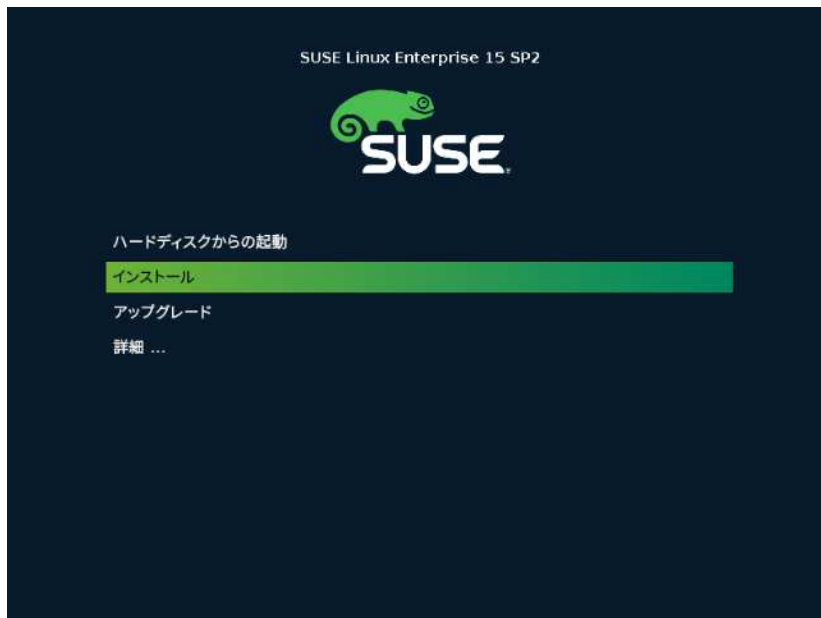 SUSE Linux Enterprise 15 SP2
SUSE
ハードディスクからの起動
インストール
アップグレード
詳細 ...